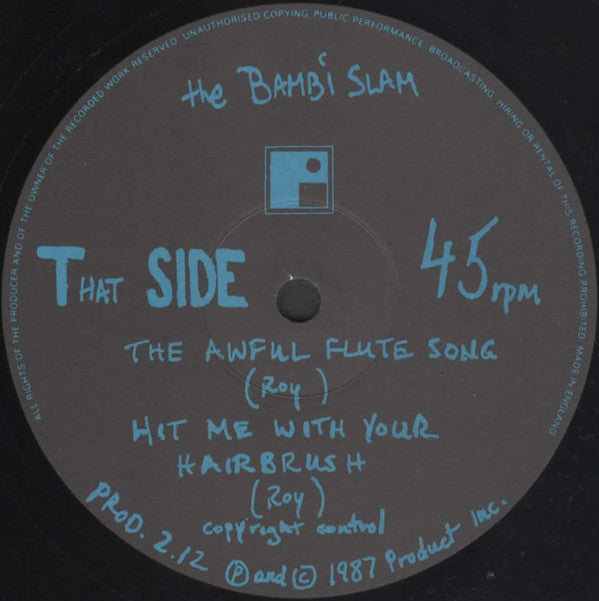 ALL RIGHTS OF THE PRODUCER AND OF THE OWNER OF THE RECORDED WORK RESERVED. UNAUTHORISED COPYING, PUBLIC PERFORMANCE, BROADCASTING, HIRING OR RENTAL OF THIS RECORDING PROHIBITED. MADE IN ENGLAND
the BAMBi SLAM
THAT SIDE
45 rpm
THE AWFUL FLUTE SONG
(Roy)
HIT ME WITH YOUR
HAIRBRUSH
(Roy)
copyright control
PROD. 2.12
℗ and © 1987 Product Inc.